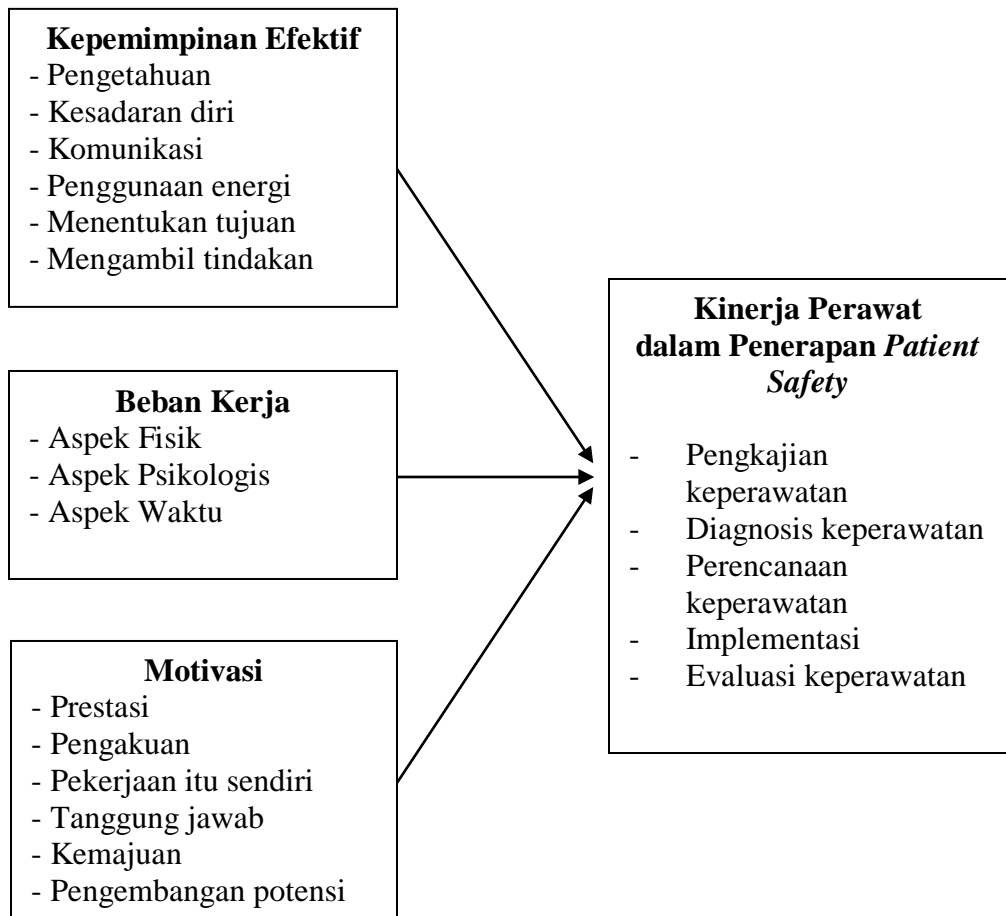 Kepemimpinan Efektif
- Pengetahuan
- Kesadaran diri
- Komunikasi
- Penggunaan energi
- Menentukan tujuan
- Mengambil tindakan
Beban Kerja
- Aspek Fisik
- Aspek Psikologis
- Aspek Waktu
Motivasi
- Prestasi
- Pengakuan
- Pekerjaan itu sendiri
- Tanggung jawab
- Kemajuan
- Pengembangan potensi
Kinerja Perawat
dalam Penerapan Patient
Safety
- Pengkajian
keperawatan
- Diagnosis keperawatan
- Perencanaan
keperawatan
- Implementasi
- Evaluasi keperawatan